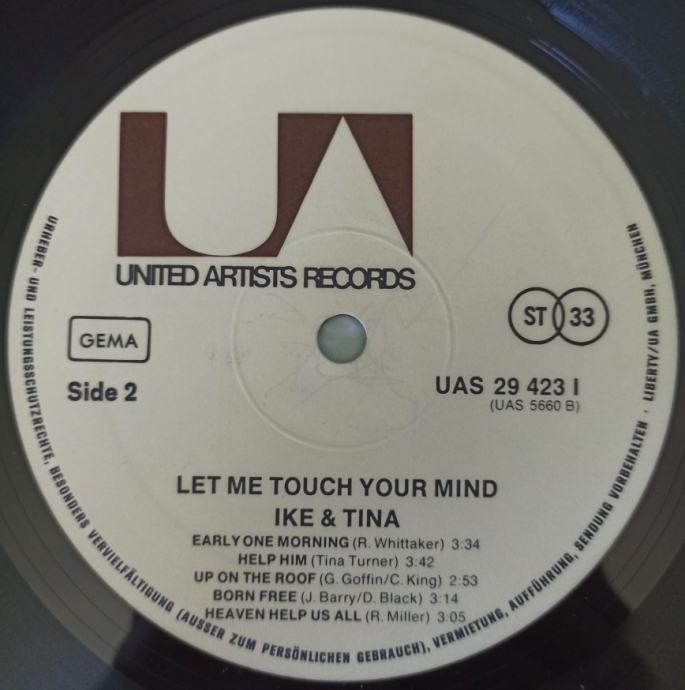 UA
UNITED ARTISTS RECORDS
GEMA
ST 33
Side 2
UAS 29 423 I
(UAS 5660 B)
LET ME TOUCH YOUR MIND
IKE & TINA
EARLY ONE MORNING (R. Whittaker) 3:34
HELP HIM (Tina Turner) 3:42
UP ON THE ROOF (G. Goffin/C. King) 2:53
BORN FREE (J. Barry/D. Black) 3:14
HEAVEN HELP US ALL (R. Miller) 3:05
URHEBER- UND LEISTUNGSSCHUTZRECHTE, BESONDERS VERVIELFÄLTIGUNG (AUSSER ZUM PERSÖNLICHEN GEBRAUCH), VERMIETUNG, AUFFÜHRUNG, SENDUNG VORBEHALTEN · LIBERTY/UA GMBH, MÜNCHEN